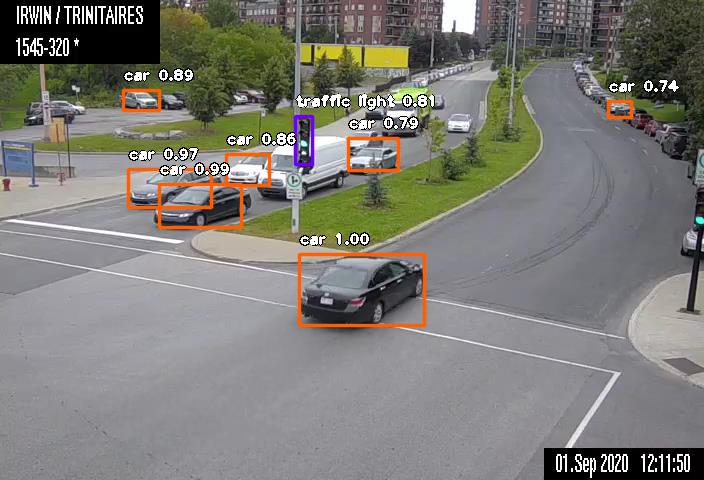 IRWIN / TRINITAIRES
1545-320 *
car 0.89
car 0.74
traffic light 0.81
car 0.79
car 0.86
car 0.97
car 0.99
car 1.00
01.Sep 2020 12:11:50